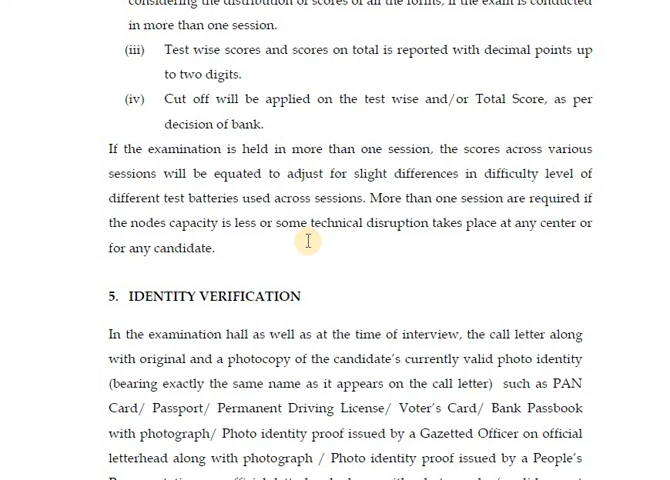 considering the distribution of scores of all the forms, if the exam is conducted
in more than one session.
(iii) Test wise scores and scores on total is reported with decimal points up
to two digits.
(iv) Cut off will be applied on the test wise and/or Total Score, as per
decision of bank.
If the examination is held in more than one session, the scores across various
sessions will be equated to adjust for slight differences in difficulty level of
different test batteries used across sessions. More than one session are required if
the nodes capacity is less or some technical disruption takes place at any center or
for any candidate.
5. IDENTITY VERIFICATION
In the examination hall as well as at the time of interview, the call letter along
with original and a photocopy of the candidate's currently valid photo identity
(bearing exactly the same name as it appears on the call letter) such as PAN
Card/ Passport/ Permanent Driving License/ Voter's Card/ Bank Passbook
with photograph/ Photo identity proof issued by a Gazetted Officer on official
letterhead along with photograph / Photo identity proof issued by a People's